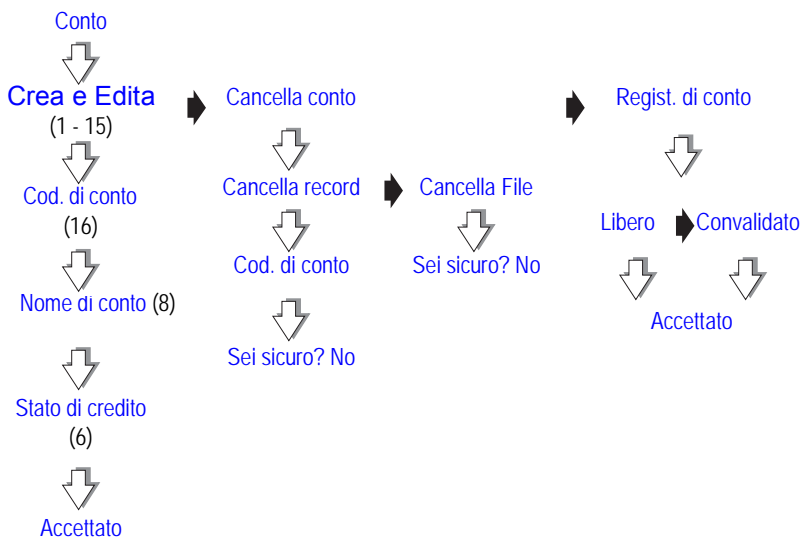 Conto
Crea e Edita
(1 - 15)
Cod. di conto
(16)
Nome di conto (8)
Stato di credito
(6)
Accettato
Cancella conto
Cancella record
Cod. di conto
Sei sicuro? No
Cancella File
Sei sicuro? No
Regist. di conto
Libero
Convalidato
Accettato